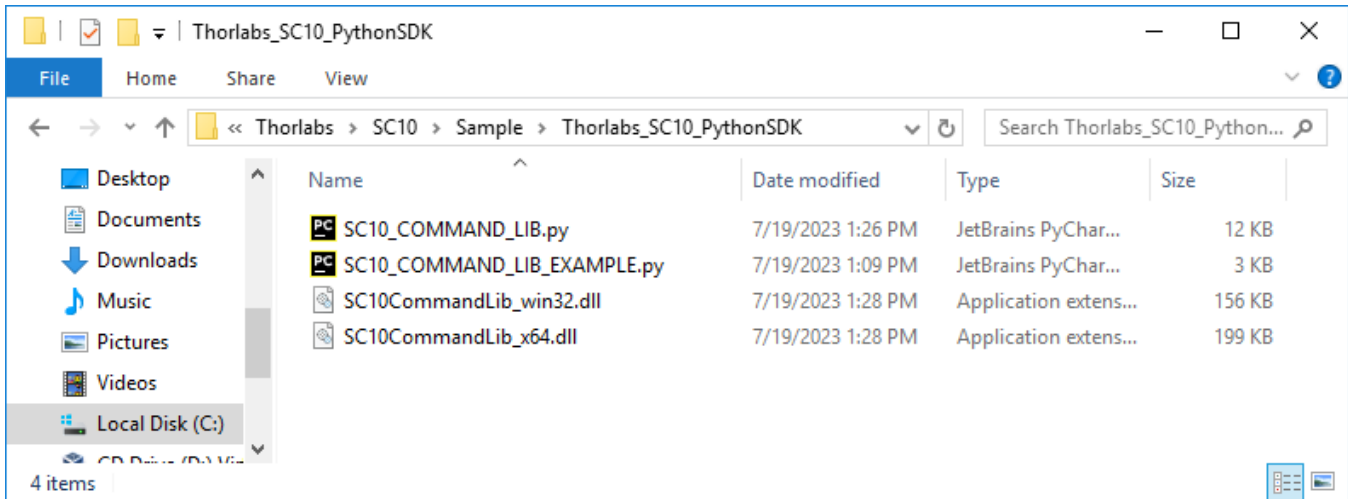 Thorlabs_SC10_PythonSDK
File Home Share View
« Thorlabs > SC10 > Sample > Thorlabs_SC10_PythonSDK Search Thorlabs_SC10_Python...
Name Date modified Type Size
Desktop
Documents
Downloads
Music
Pictures
Videos
Local Disk (C:)
PC SC10_COMMAND_LIB.py 7/19/2023 1:26 PM JetBrains PyChar... 12 KB
PC SC10_COMMAND_LIB_EXAMPLE.py 7/19/2023 1:09 PM JetBrains PyChar... 3 KB
SC10CommandLib_win32.dll 7/19/2023 1:28 PM Application extens... 156 KB
SC10CommandLib_x64.dll 7/19/2023 1:28 PM Application extens... 199 KB
4 items